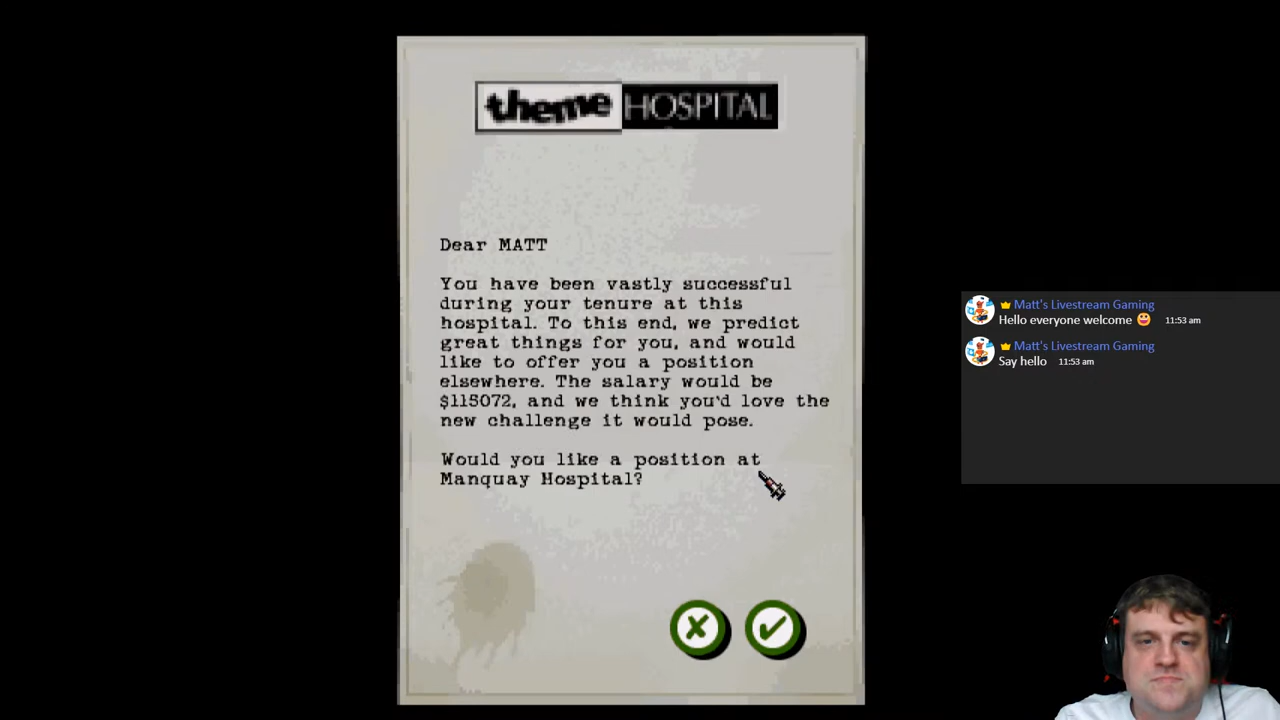 theme HOSPITAL
Dear MATT
You have been vastly successful
during your tenure at this
hospital. To this end, we predict
great things for you, and would
like to offer you a position
elsewhere. The salary would be
$115072, and we think you'd love the
new challenge it would pose.
Would you like a position at
Manquay Hospital?
Matt's Livestream Gaming
Hello everyone welcome 11:53 am
Matt's Livestream Gaming
Say hello 11:53 am